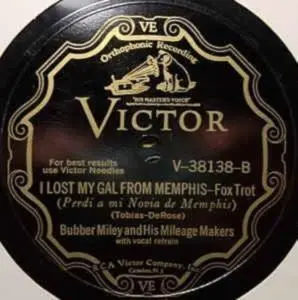 VE
Orthophonic Recording
"HIS MASTER'S VOICE"
VICTOR
For best results
use Victor Needles
V-38138-B
I LOST MY GAL FROM MEMPHIS-Fox Trot
(Perdí a mi Novia de Memphis)
(Tobias-DeRose)
Bubber Miley and His Mileage Makers
with vocal refrain
RCA Victor Company, Inc.
Camden, N.J.
VE